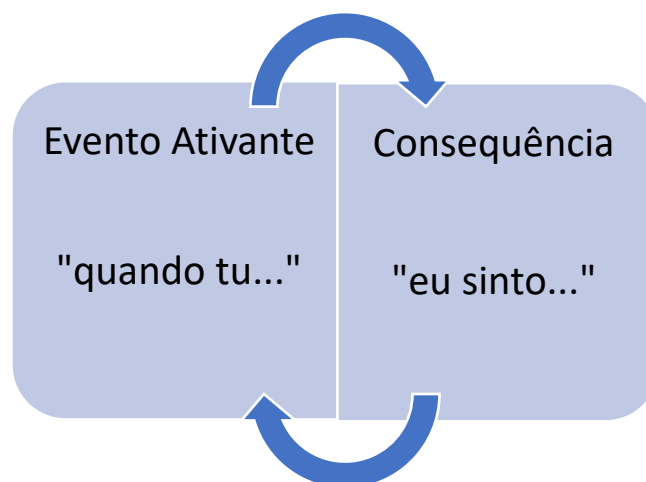 Evento Ativante
"quando tu..."
Consequência
"eu sinto..."